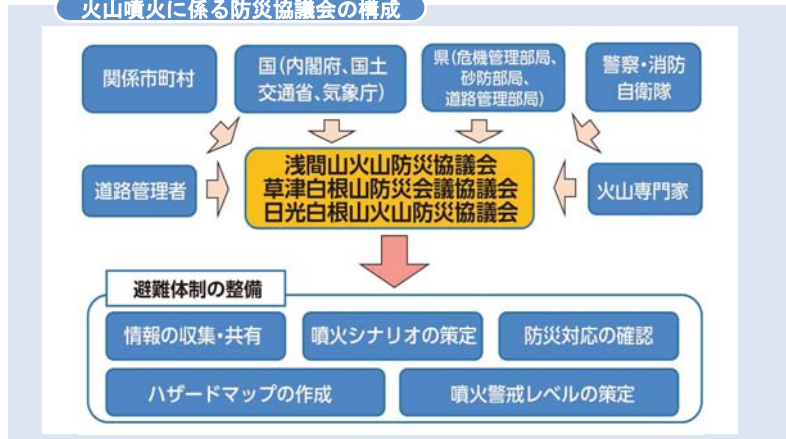 火山噴火に係る防災協議会の構成
関係市町村
国(内閣府、国土
交通省、気象庁)
県(危機管理部局、
砂防部局、
道路管理部局)
警察・消防
自衛隊
道路管理者
浅間山火山防災協議会
草津白根山防災会議協議会
日光白根山火山防災協議会
火山専門家
避難体制の整備
情報の収集・共有
噴火シナリオの策定
防災対応の確認
ハザードマップの作成
噴火警戒レベルの策定